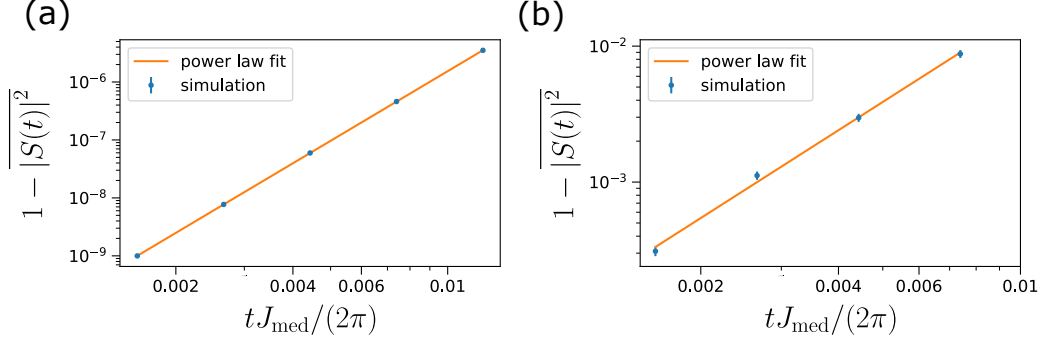 (a)
power law fit
simulation
10⁻⁶
10⁻⁷
10⁻⁸
10⁻⁹
1 − |S(t)|²
0.002
0.004
0.006
0.01
tJ_med/(2π)
(b)
power law fit
simulation
10⁻²
10⁻³
1 − |S(t)|²
0.002
0.004
0.006
0.01
tJ_med/(2π)